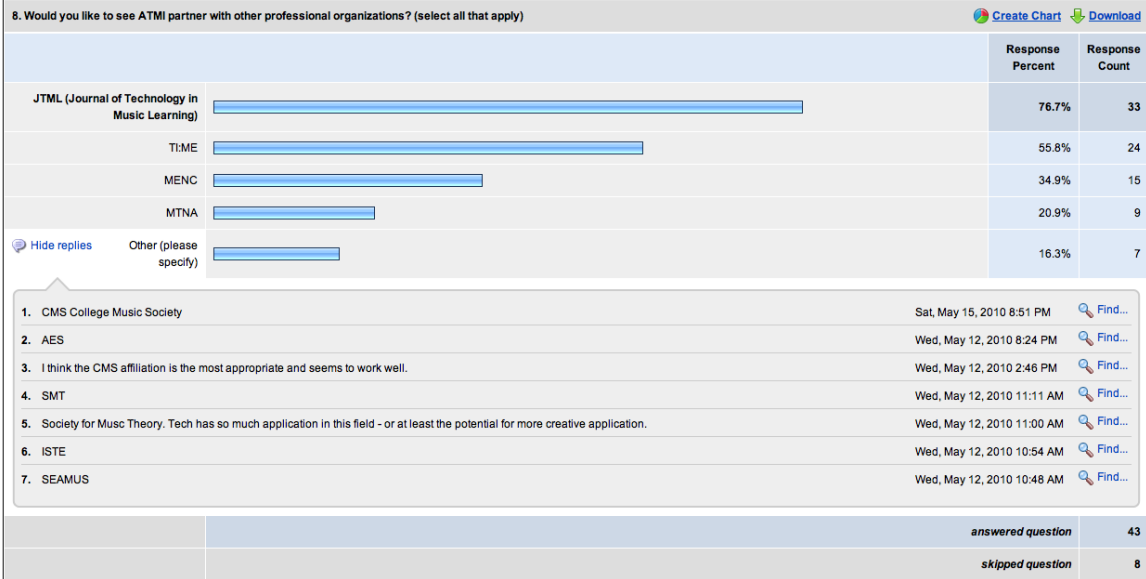 8. Would you like to see ATMI partner with other professional organizations? (select all that apply) Create Chart Download
Response Percent Response Count
JTML (Journal of Technology in Music Learning) 76.7% 33
TI:ME 55.8% 24
MENC 34.9% 15
MTNA 20.9% 9
Hide replies Other (please specify) 16.3% 7
1. CMS College Music Society Sat, May 15, 2010 8:51 PM Find...
2. AES Wed, May 12, 2010 8:24 PM Find...
3. I think the CMS affiliation is the most appropriate and seems to work well. Wed, May 12, 2010 2:46 PM Find...
4. SMT Wed, May 12, 2010 11:11 AM Find...
5. Society for Musc Theory. Tech has so much application in this field - or at least the potential for more creative application. Wed, May 12, 2010 11:00 AM Find...
6. ISTE Wed, May 12, 2010 10:54 AM Find...
7. SEAMUS Wed, May 12, 2010 10:48 AM Find...
answered question 43
skipped question 8